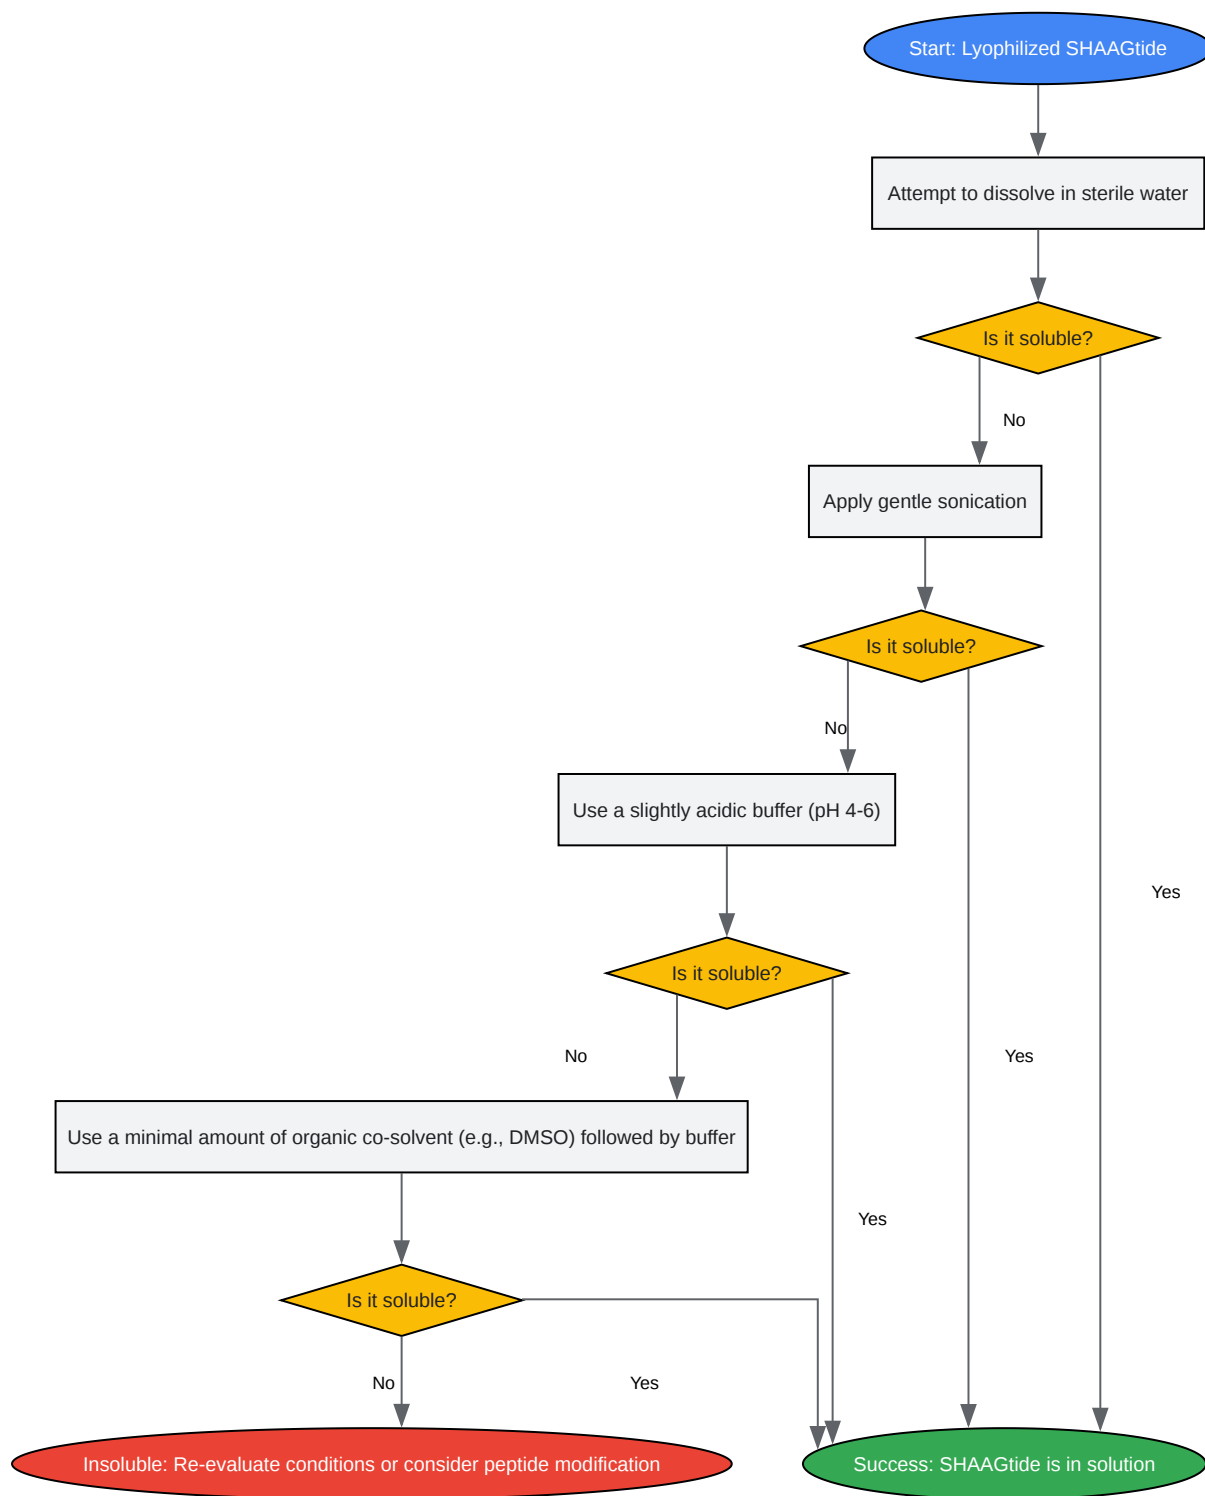 Start: Lyophilized SHAAGtide
Attempt to dissolve in sterile water
Is it soluble?
No
Apply gentle sonication
Is it soluble?
No
Use a slightly acidic buffer (pH 4-6)
Yes
Is it soluble?
No
Yes
Use a minimal amount of organic co-solvent (e.g., DMSO) followed by buffer
Yes
Is it soluble?
No
Yes
Insoluble: Re-evaluate conditions or consider peptide modification
Success: SHAAGtide is in solution